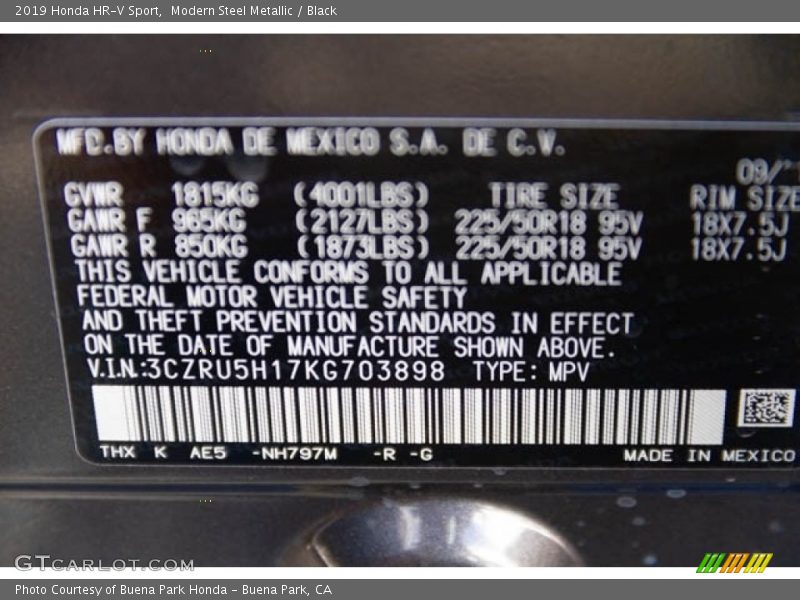 2019 Honda HR-V Sport,  Modern Steel Metallic / Black
MFD.BY HONDA DE MEXICO S.A. DE C.V.
09/
GVWR 1815KG (4001LBS) TIRE SIZE RIM SIZE
GAWR F 965KG (2127LBS) 225/50R18 95V 18X7.5J
GAWR R 850KG (1873LBS) 225/50R18 95V 18X7.5J
THIS VEHICLE CONFORMS TO ALL APPLICABLE
FEDERAL MOTOR VEHICLE SAFETY
AND THEFT PREVENTION STANDARDS IN EFFECT
ON THE DATE OF MANUFACTURE SHOWN ABOVE.
V.I.N.:3CZRU5H17KG703898 TYPE: MPV
THX K AE5 -NH797M -R -G MADE IN MEXICO
GTCARLOT.COM
Photo Courtesy of Buena Park Honda - Buena Park, CA